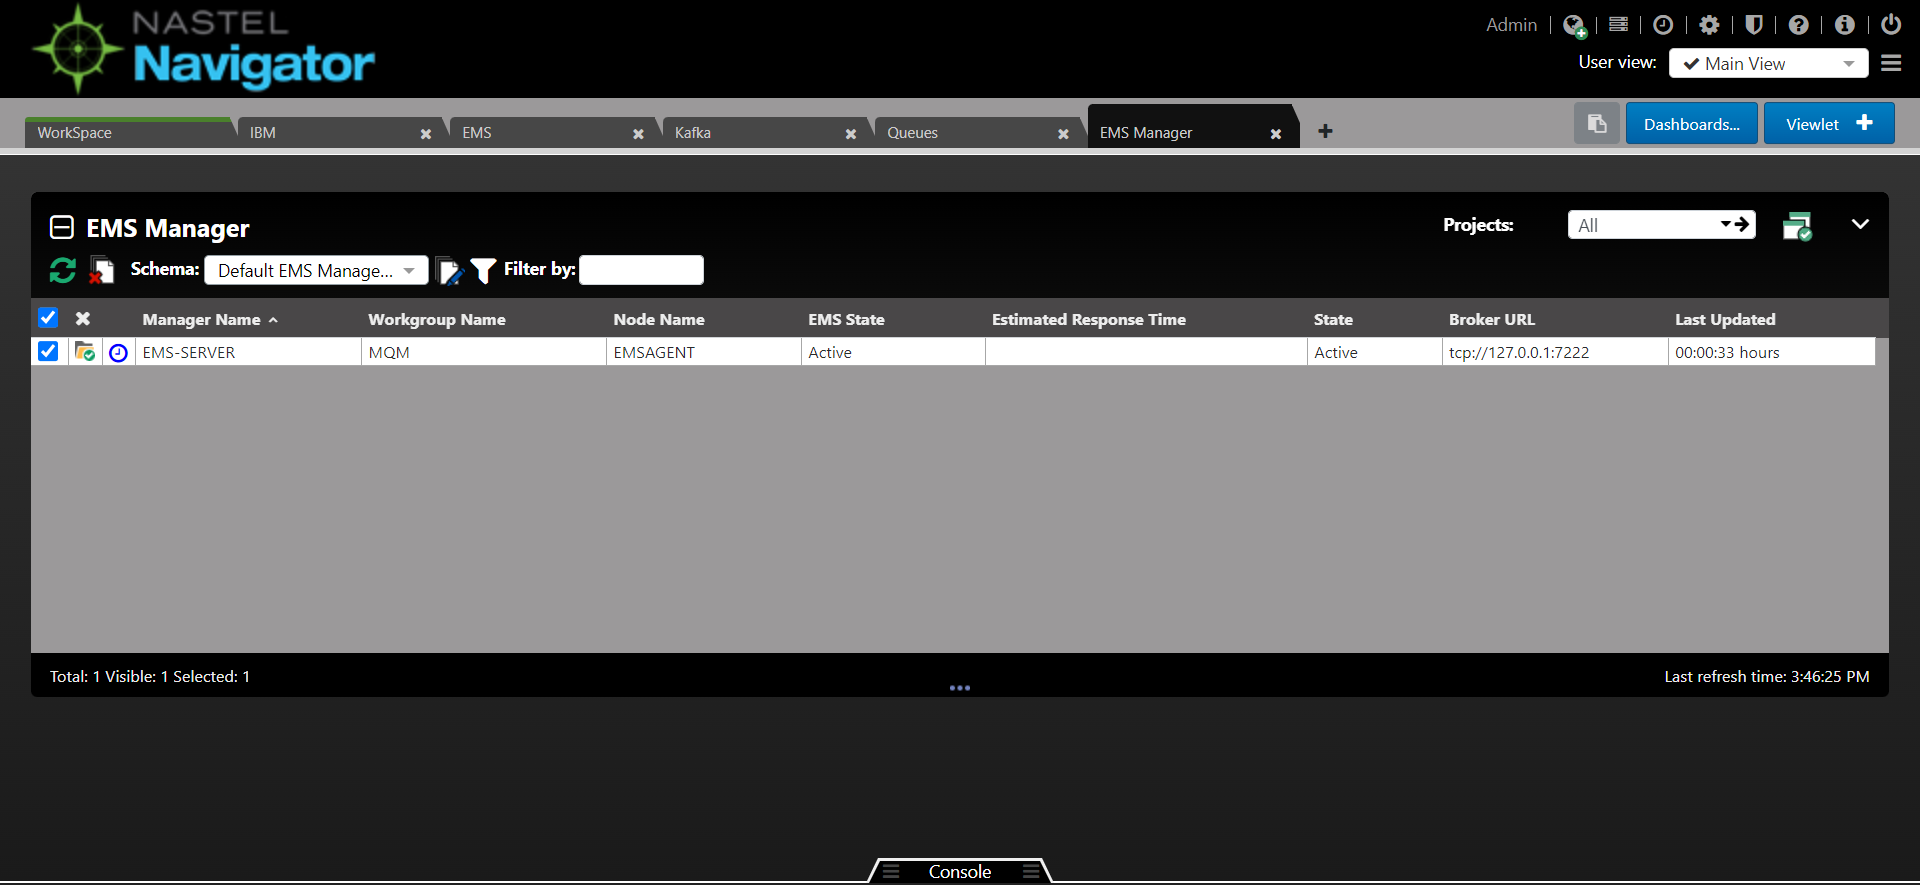 NASTEL
Navigator
Admin
User view: Main View
WorkSpace IBM EMS Kafka Queues EMS Manager Dashboards... Viewlet
EMS Manager Projects: All
Schema: Default EMS Manage... Filter by:
Manager Name Workgroup Name Node Name EMS State Estimated Response Time State Broker URL Last Updated
EMS-SERVER MQM EMSAGENT Active Active tcp://127.0.0.1:7222 00:00:33 hours
Total: 1 Visible: 1 Selected: 1 Last refresh time: 3:46:25 PM
Console